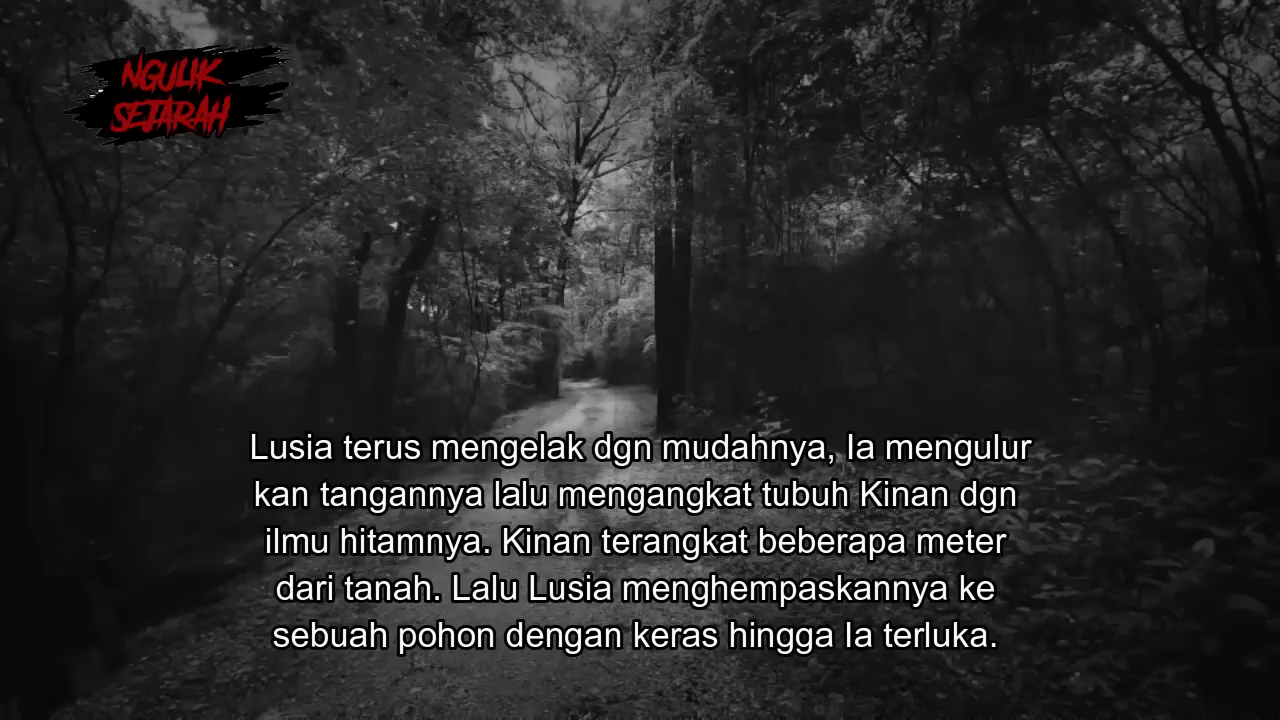 NGULIK
SEJARAH
Lusia terus mengelak dgn mudahnya, Ia mengulur
kan tangannya lalu mengangkat tubuh Kinan dgn
ilmu hitamnya. Kinan terangkat beberapa meter
dari tanah. Lalu Lusia menghempaskannya ke
sebuah pohon dengan keras hingga Ia terluka.